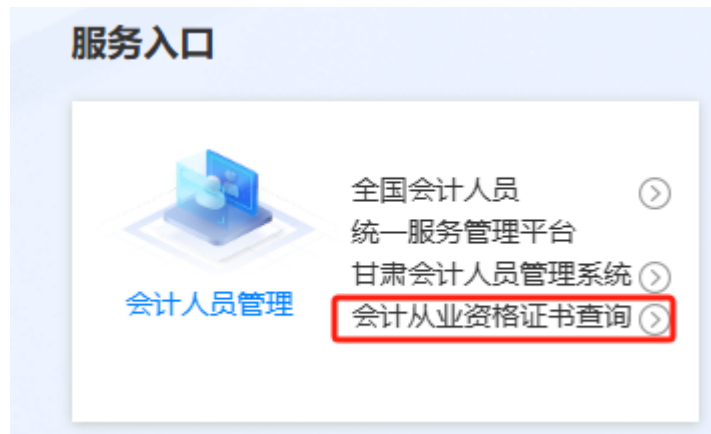 服务入口
全国会计人员
统一服务管理平台
甘肃会计人员管理系统
会计从业资格证书查询
会计人员管理